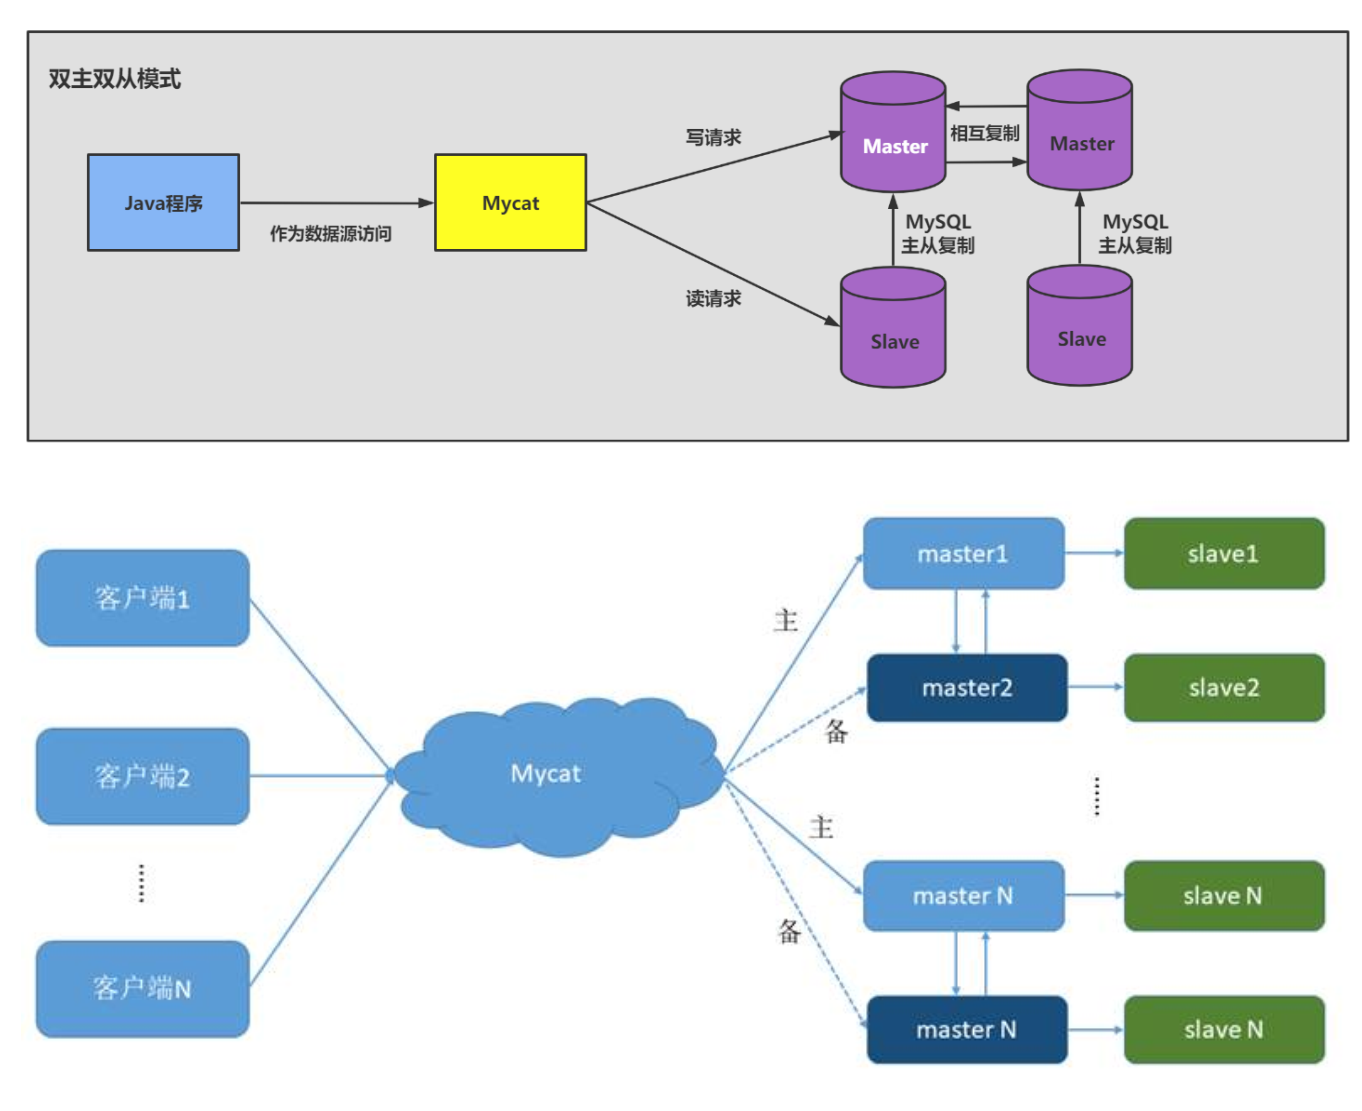 双主双从模式
Java程序
作为数据源访问
Mycat
写请求
读请求
Master
相互复制
Master
MySQL
主从复制
MySQL
主从复制
Slave
Slave
客户端1
客户端2
客户端N
Mycat
主
备
主
备
master1
slave1
master2
slave2
master N
slave N
master N
slave N